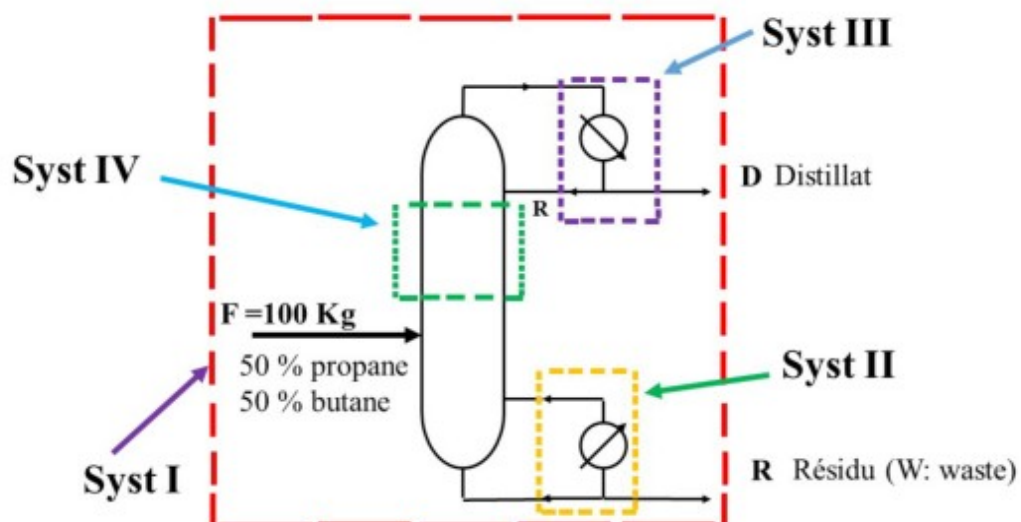 Syst III
Syst IV
D Distillat
R
F =100 Kg
50 % propane
50 % butane
Syst II
Syst I
R Résidu (W: waste)